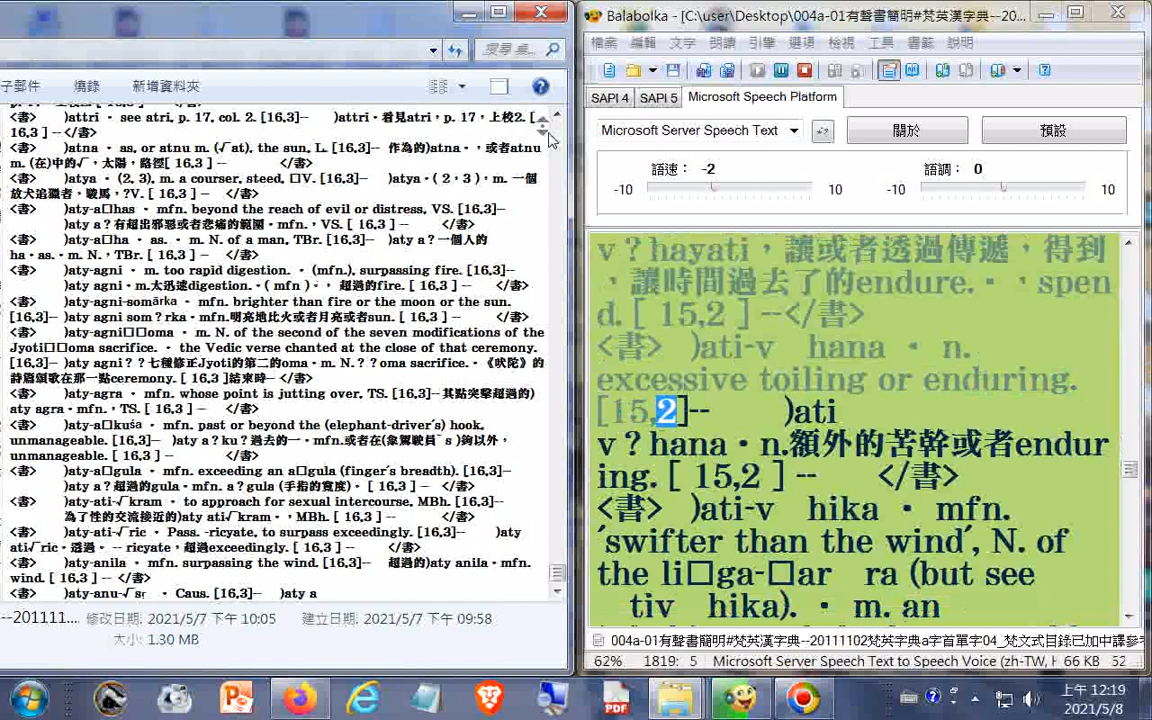 Balabolka - [C:\user\Desktop\004a-01有聲書簡明#梵英漢字典--20...
檔案 編輯 文字 朗讀 引擎 選項 檢視 工具 書籤 說明
子郵件 燒錄 新增資料夾
SAPI 4 SAPI 5 Microsoft Speech Platform
Microsoft Server Speech Text 關於 預設
語速： -2 語調： 0
-10 10 -10 10
《書》 )attri • see atri, p. 17, col. 2. [16.3]-- )attri・看見atri，p. 17，上校2. [
16,3 ] --</書>
《書》 )atna • as, or atnu m. (√at), the sun, L. [16,3]-- 作為的)atna・，或者atnu
m. (在)中的√，太陽，路徑[ 16,3 ] -- </書>
《書》 )atya • (2, 3), m. a courser, steed, □V. [16,3]-- )atya・( 2，3 )，m. 一個
放犬追獵者，駿馬，?V. [ 16,3 ] -- </書>
《書》 )aty-a□has • mfn. beyond the reach of evil or distress, VS. [16,3]--
)aty a？有超出邪惡或者悲痛的範圍・mfn.，VS. [ 16,3 ] -- </書>
《書》 )aty-a□ha • as. • m. N. of a man, TBr. [16,3]-- )aty a？一個人的
ha・as.・m. N.，TBr. [ 16,3 ] -- </書>
《書》 )aty-agni • m. too rapid digestion. • (mfn.), surpassing fire. [16,3]--
)aty agni・m.太迅速digestion.・( mfn )・，超過的fire. [ 16,3 ] -- </書>
《書》 )aty-agni-somārka • mfn. brighter than fire or the moon or the sun.
[16,3]-- )aty agni som？rka・mfn.明亮地比火或者月亮或者sun. [ 16,3 ] -- </書>
《書》 )aty-agni□□oma • m. N. of the second of the seven modifications of the
Jyoti□□oma sacrifice. • the Vedic verse chanted at the close of that ceremony.
[16,3]-- )aty agni？？七種修正Jyoti的第二的oma・m. N.？？oma sacrifice.・《吠陀》的
詩篇頌歌在那一點ceremony. [ 16,3 ]結束時-- </書>
《書》 )aty-agra • mfn. whose point is jutting over, TS. [16,3]-- 其點突擊超過的)
aty agra・mfn.，TS. [ 16,3 ] -- </書>
《書》 )aty-a□kuśa • mfn. past or beyond the (elephant-driver's) hook,
unmanageable. [16,3]-- )aty a？ku？過去的一・mfn.或者在(象駕駛員`s )夠以外，
unmanageable. [ 16,3 ] -- </書>
《書》 )aty-a□gula • mfn. exceeding an a□gula (finger's breadth). [16,3]--
)aty a？超過的gula・mfn. a？gula (手指的寬度)。[ 16,3 ] -- </書>
《書》 )aty-ati-√kram • to approach for sexual intercourse, MBh. [16,3]--
為了性的交流接近的)aty ati√kram・，MBh. [ 16,3 ] -- </書>
《書》 )aty-ati-√ric • Pass. -ricyate, to surpass exceedingly. [16,3]-- )aty
ati√ric・透過。-- ricyate，超過exceedingly. [ 16,3 ] -- </書>
《書》 )aty-anila • mfn. surpassing the wind. [16,3]-- 超過的)aty anila・mfn.
wind. [ 16,3 ] -- </書>
《書》 )aty-anu-√sṛ • Caus. [16,3]-- )aty a
--201111... 修改日期: 2021/5/7 下午 10:05 建立日期: 2021/5/7 下午 09:58
大小: 1.30 MB
v？hayati，讓或者透過傳遞，得到
，讓時間過去了的endure.・，spen
d. [ 15,2 ] --</書>
《書》 )ati-v hana • n.
excessive toiling or enduring.
[15,2]-- )ati
v？hana・n.額外的苦幹或者endur
ing. [ 15,2 ] -- </書>
《書》 )ati-v hika • mfn.
'swifter than the wind', N. of
the li□ga-□ar ra (but see
tiv hika). • m. an
004a-01有聲書簡明#梵英漢字典--20111102梵英字典a字首單字04_梵文式目錄已加中譯參
62% 1819: 5 Microsoft Server Speech Text to Speech Voice (zh-TW, H 66 KB 52
上午 12:19
2021/5/8